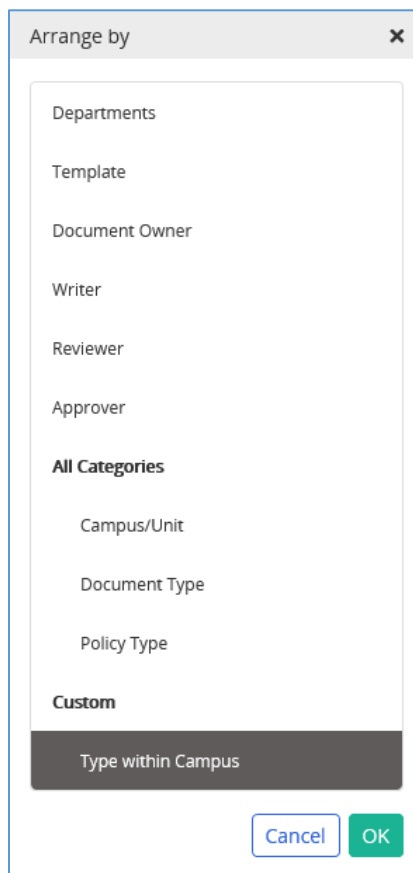 Arrange by
Departments
Template
Document Owner
Writer
Reviewer
Approver
All Categories
Campus/Unit
Document Type
Policy Type
Custom
Type within Campus
Cancel OK